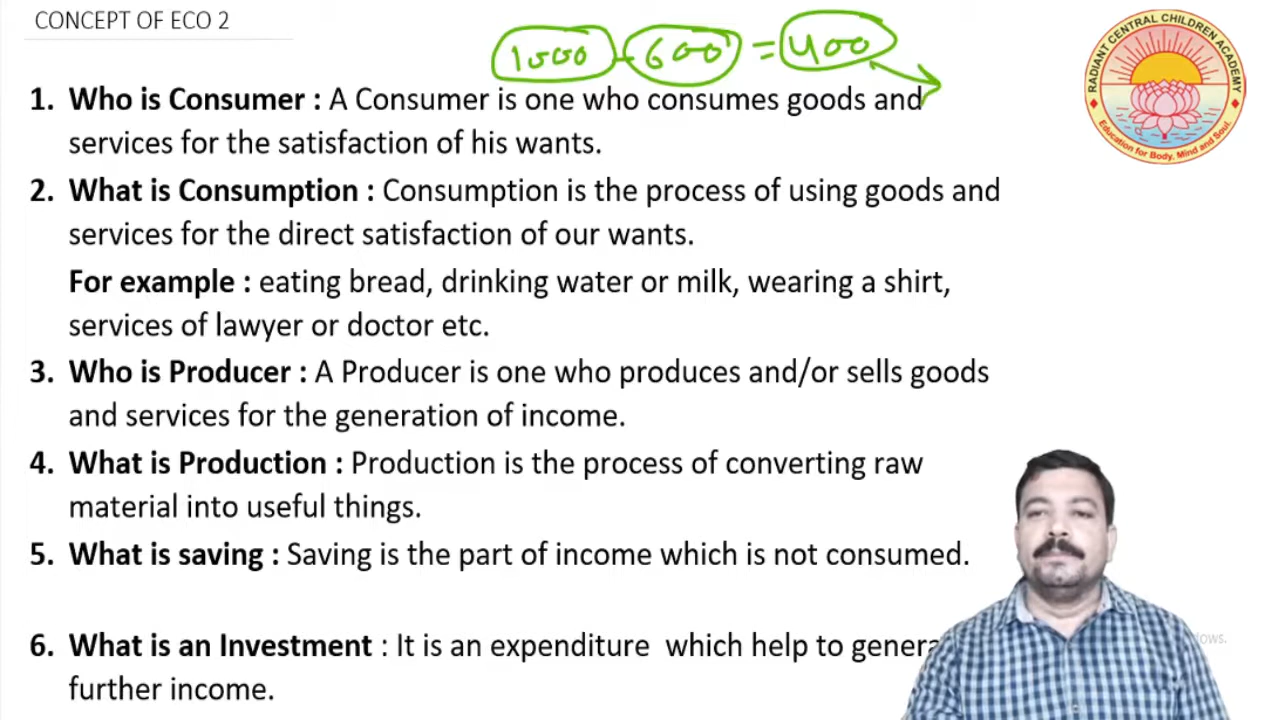 CONCEPT OF ECO 2
1000 - 600 = 400
RADIANT CENTRAL CHILDREN ACADEMY
Education for Body, Mind and Soul.
1. Who is Consumer : A Consumer is one who consumes goods and
services for the satisfaction of his wants.
2. What is Consumption : Consumption is the process of using goods and
services for the direct satisfaction of our wants.
For example : eating bread, drinking water or milk, wearing a shirt,
services of lawyer or doctor etc.
3. Who is Producer : A Producer is one who produces and/or sells goods
and services for the generation of income.
4. What is Production : Production is the process of converting raw
material into useful things.
5. What is saving : Saving is the part of income which is not consumed.
6. What is an Investment : It is an expenditure which help to genera
further income.